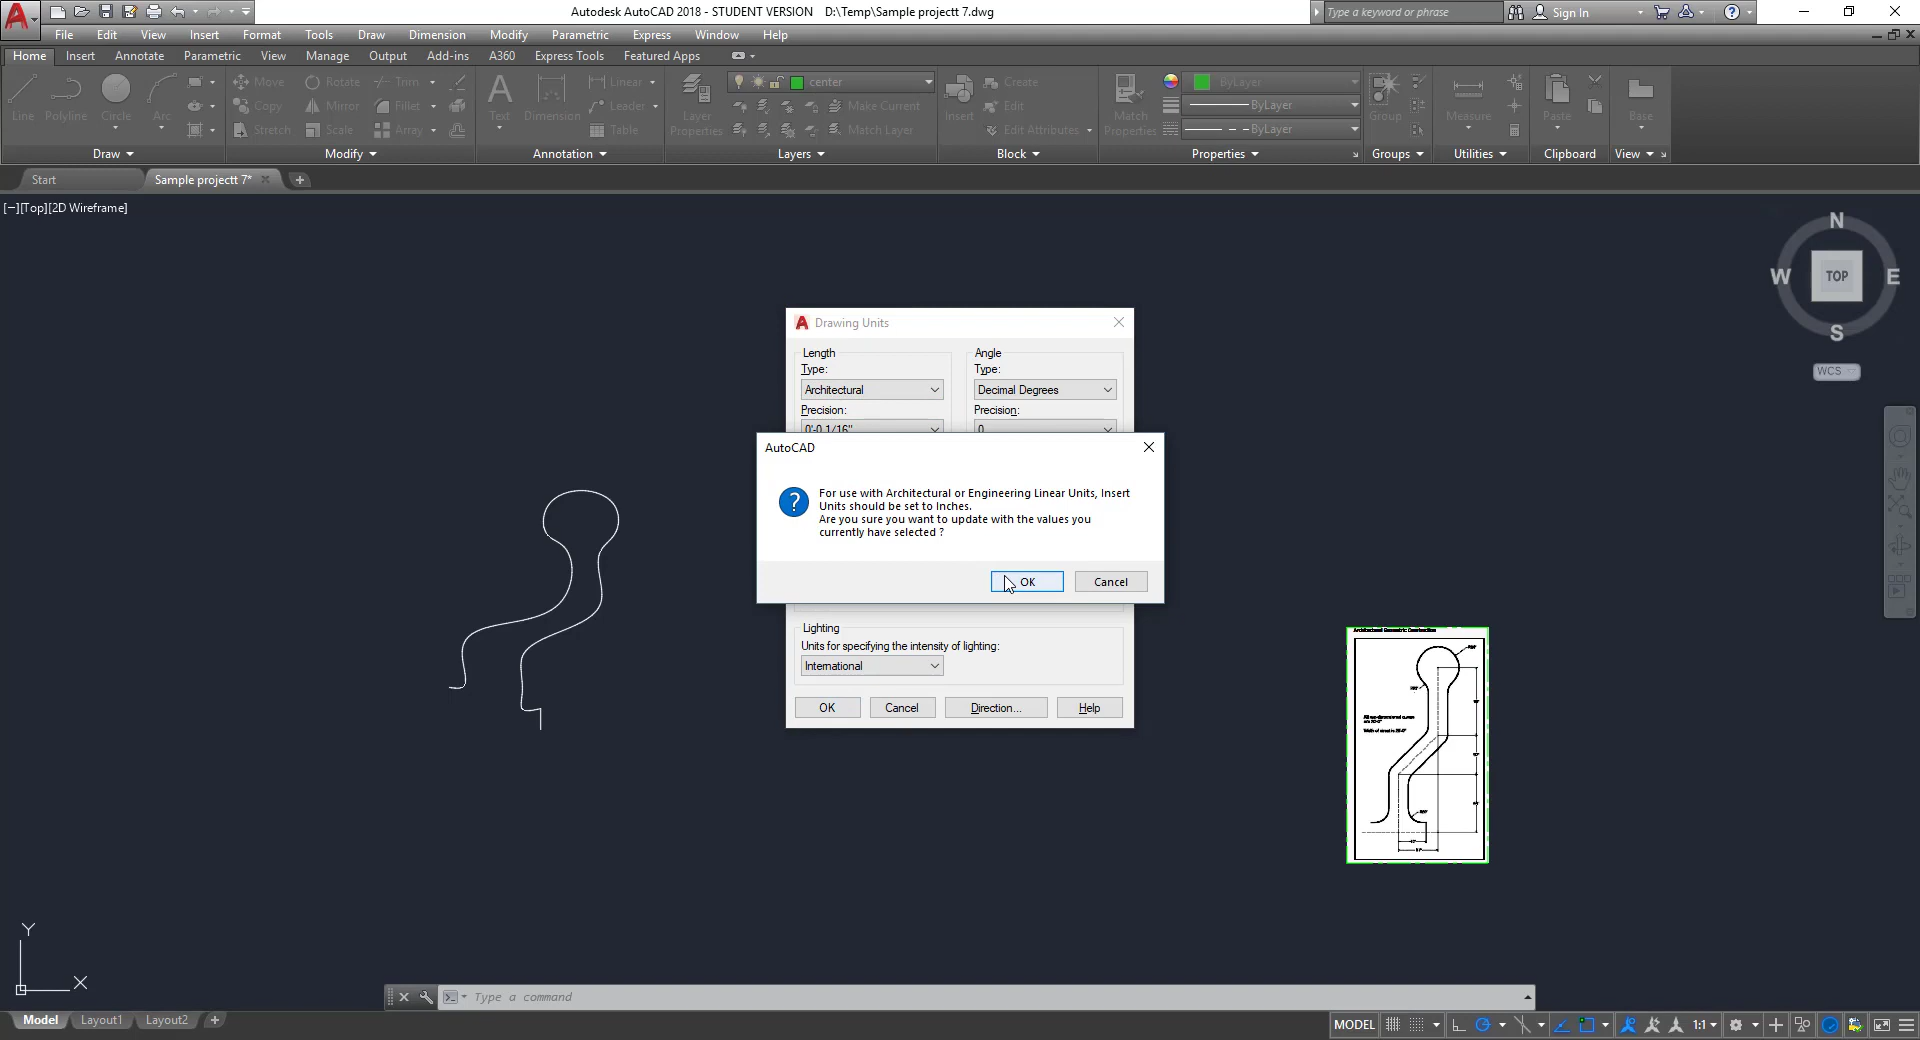 Autodesk AutoCAD 2018 - STUDENT VERSION D:\Temp\Sample projectt 7.dwg
Type a keyword or phrase
Sign In
File Edit View Insert Format Tools Draw Dimension Modify Parametric Express Window Help
Home Insert Annotate Parametric View Manage Output Add-ins A360 Express Tools Featured Apps
Line Polyline Circle Arc
Move Rotate Trim
Copy Mirror Fillet
Stretch Scale Array
Text Dimension
Linear
Leader
Table
Layer Properties
center
Make Current
Match Layer
Insert
Create
Edit
Edit Attributes
Match Properties
ByLayer
ByLayer
ByLayer
Group
Measure
Paste
Base
Draw Modify Annotation Layers Block Properties Groups Utilities Clipboard View
Start Sample projectt 7*
[−][Top][2D Wireframe]
N
W TOP E
S
WCS
Drawing Units
Length
Type:
Architectural
Precision:
0'-0 1/16"
Angle
Type:
Decimal Degrees
Precision:
0
AutoCAD
For use with Architectural or Engineering Linear Units, Insert
Units should be set to Inches.
Are you sure you want to update with the values you
currently have selected ?
OK Cancel
Lighting
Units for specifying the intensity of lighting:
International
OK Cancel Direction... Help
Architectural Geometric Construction
Y
X
Type a command
Model Layout1 Layout2
MODEL 1:1